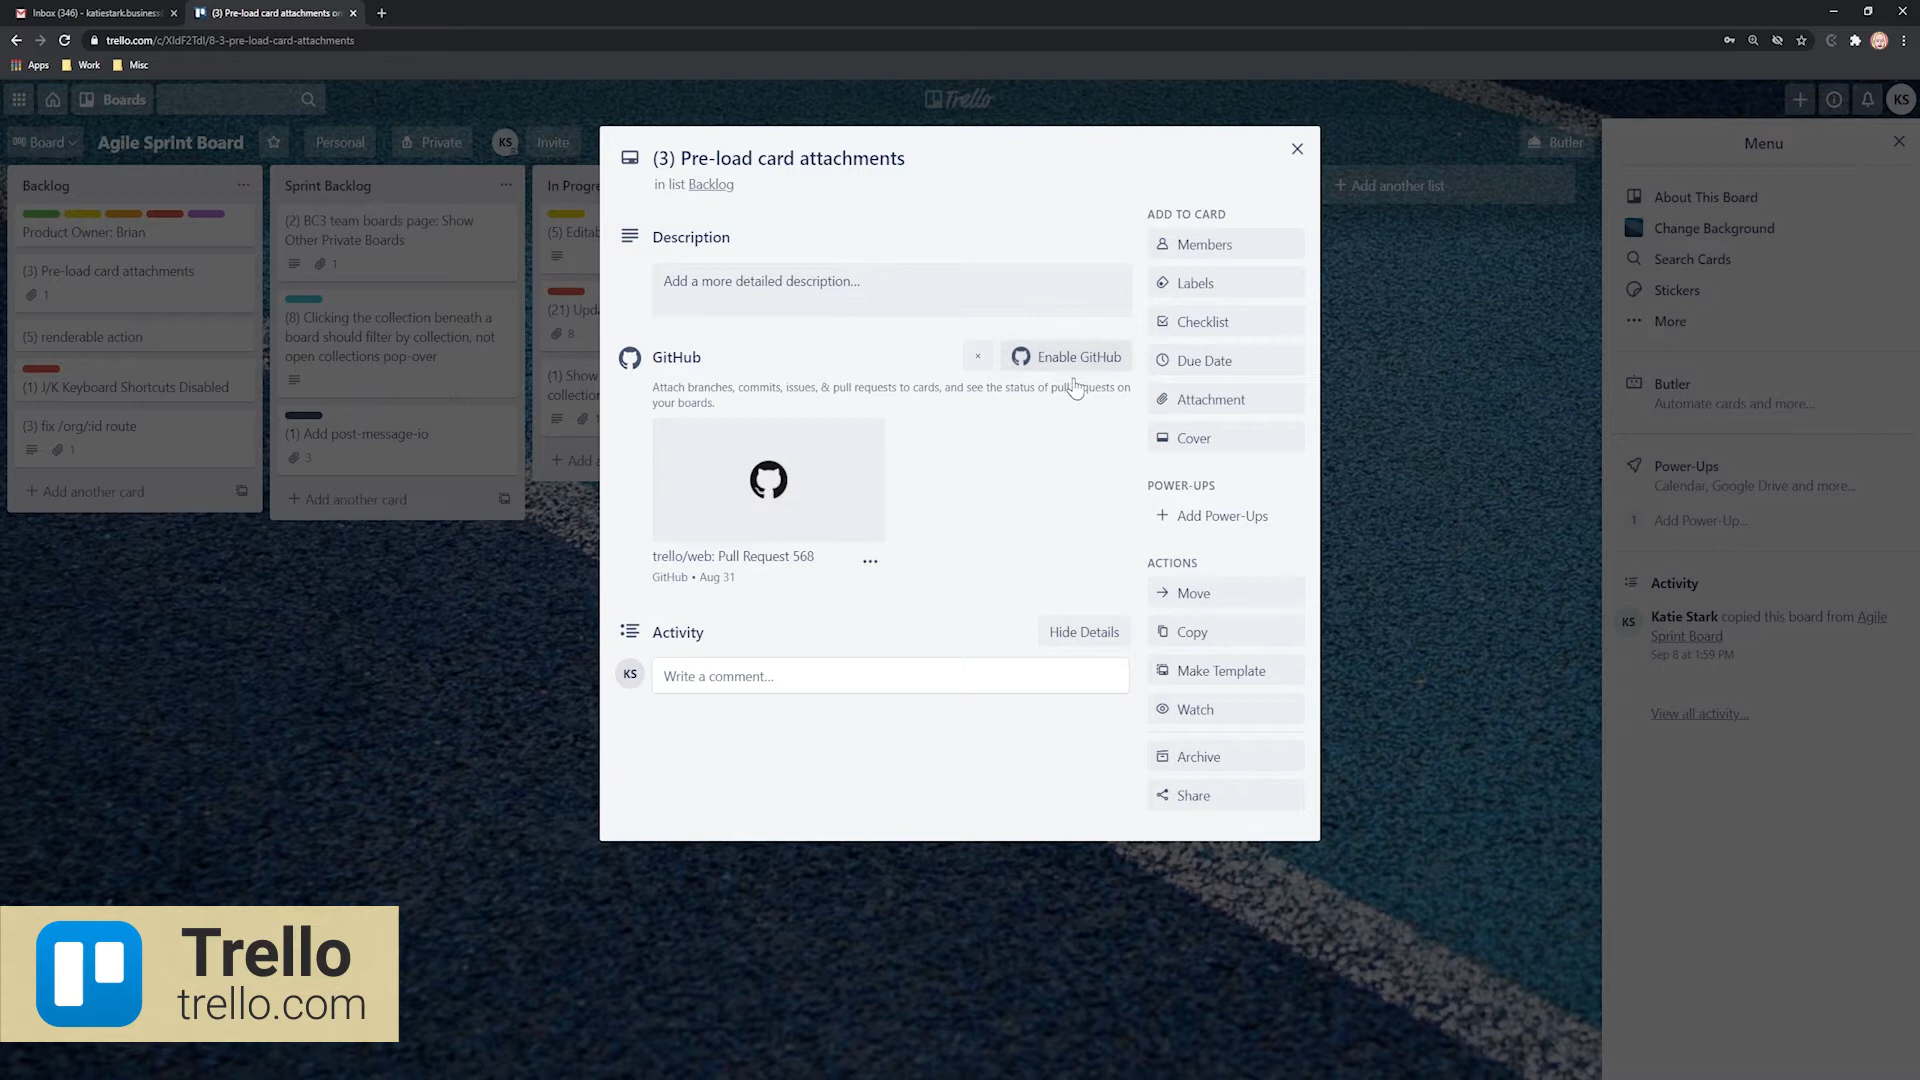 Inbox (346) - katiestark.business
(3) Pre-load card attachments on
trello.com/c/XldF2Tdl/8-3-pre-load-card-attachments
Apps
Work
Misc
Boards
Trello
KS
Board
Agile Sprint Board
Personal
Private
KS
Invite
Butler
Backlog
Product Owner: Brian
(3) Pre-load card attachments
1
(5) renderable action
(1) J/K Keyboard Shortcuts Disabled
(3) fix /org/:id route
1
+ Add another card
Sprint Backlog
(2) BC3 team boards page: Show
Other Private Boards
1
(8) Clicking the collection beneath a
board should filter by collection, not
open collections pop-over
(1) Add post-message-io
3
+ Add another card
In Progre
(5) Editab
(21) Upda
8
(1) Show
collection
1
+ Add a
+ Add another list
(3) Pre-load card attachments
in list Backlog
Description
Add a more detailed description...
GitHub
Enable GitHub
Attach branches, commits, issues, & pull requests to cards, and see the status of pull requests on
your boards.
trello/web: Pull Request 568
GitHub • Aug 31
Activity
Hide Details
KS
Write a comment...
ADD TO CARD
Members
Labels
Checklist
Due Date
Attachment
Cover
POWER-UPS
+ Add Power-Ups
ACTIONS
Move
Copy
Make Template
Watch
Archive
Share
Menu
About This Board
Change Background
Search Cards
Stickers
More
Butler
Automate cards and more...
Power-Ups
Calendar, Google Drive and more...
1 Add Power-Up...
Activity
KS
Katie Stark copied this board from Agile
Sprint Board
Sep 8 at 1:59 PM
View all activity...
Trello
trello.com